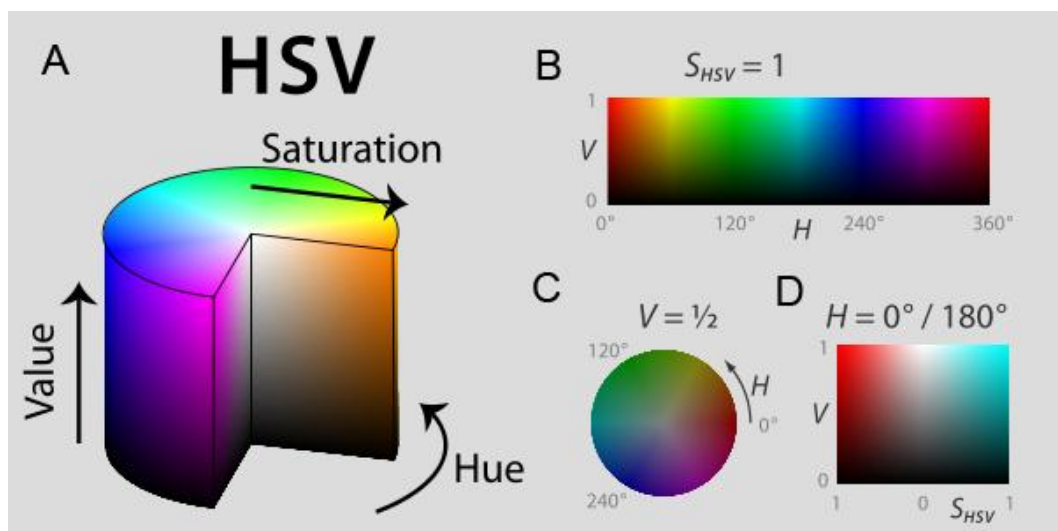 A
HSV
Saturation
Value
Hue
B
S_HSV = 1
1
V
0
0°
120°
H
240°
360°
C
V = ½
120°
H
0°
240°
D
H = 0° / 180°
1
V
0
1
0
S_HSV
1